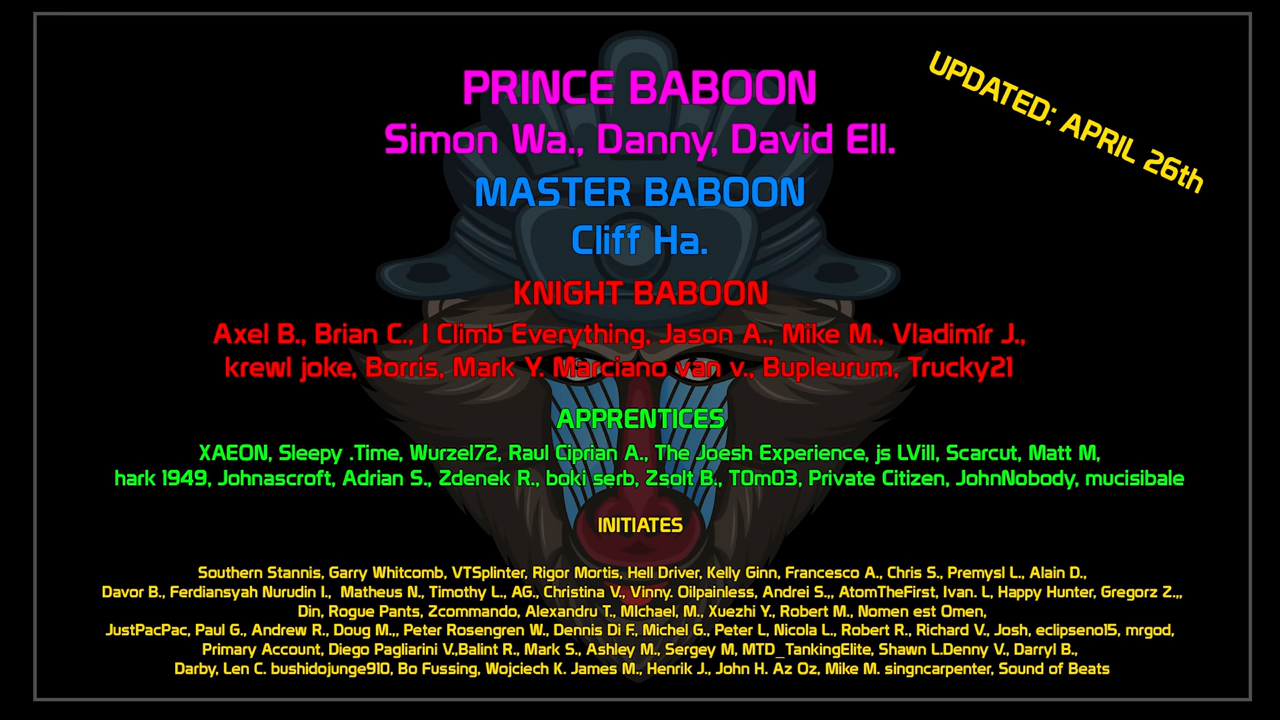 PRINCE BABOON
UPDATED: APRIL 26th
Simon Wa., Danny, David Ell.
MASTER BABOON
Cliff Ha.
KNIGHT BABOON
Axel B., Brian C., I Climb Everything, Jason A., Mike M., Vladimír J.,
krewl joke, Borris, Mark Y. Marciano van v., Bupleurum, Trucky21
APPRENTICES
XAEON, Sleepy .Time, Wurzel72, Raul Ciprian A., The Joesh Experience, js LVill, Scarcut, Matt M,
hark 1949, Johnascroft, Adrian S., Zdenek R., boki serb, Zsolt B., T0m03, Private Citizen, JohnNobody, mucisibale
INITIATES
Southern Stannis, Garry Whitcomb, VTSplinter, Rigor Mortis, Hell Driver, Kelly Ginn, Francesco A., Chris S., Premysl L., Alain D.,
Davor B., Ferdiansyah Nurudin I., Matheus N., Timothy L., AG., Christina V., Vinny. Oilpainless, Andrei S.,, AtomTheFirst, Ivan. I., Happy Hunter, Gregorz Z.,,
Din, Rogue Pants, Zcommando, Alexandru T., MIchael, M., Xuezhi Y., Robert M., Nomen est Omen,
JustPacPac, Paul G., Andrew R., Doug M.,, Peter Rosengren W., Dennis Di F., Michel G., Peter L, Nicola L., Robert R., Richard V., Josh, eclipseno15, mrgod,
Primary Account, Diego Pagliarini V.,Balint R., Mark S., Ashley M., Sergey M, MTD_TankingElite, Shawn L.Denny V., Darryl B.,
Darby, Len C. bushidojunge910, Bo Fussing, Wojciech K. James M., Henrik J., John H. Az Oz, Mike M. singncarpenter, Sound of Beats